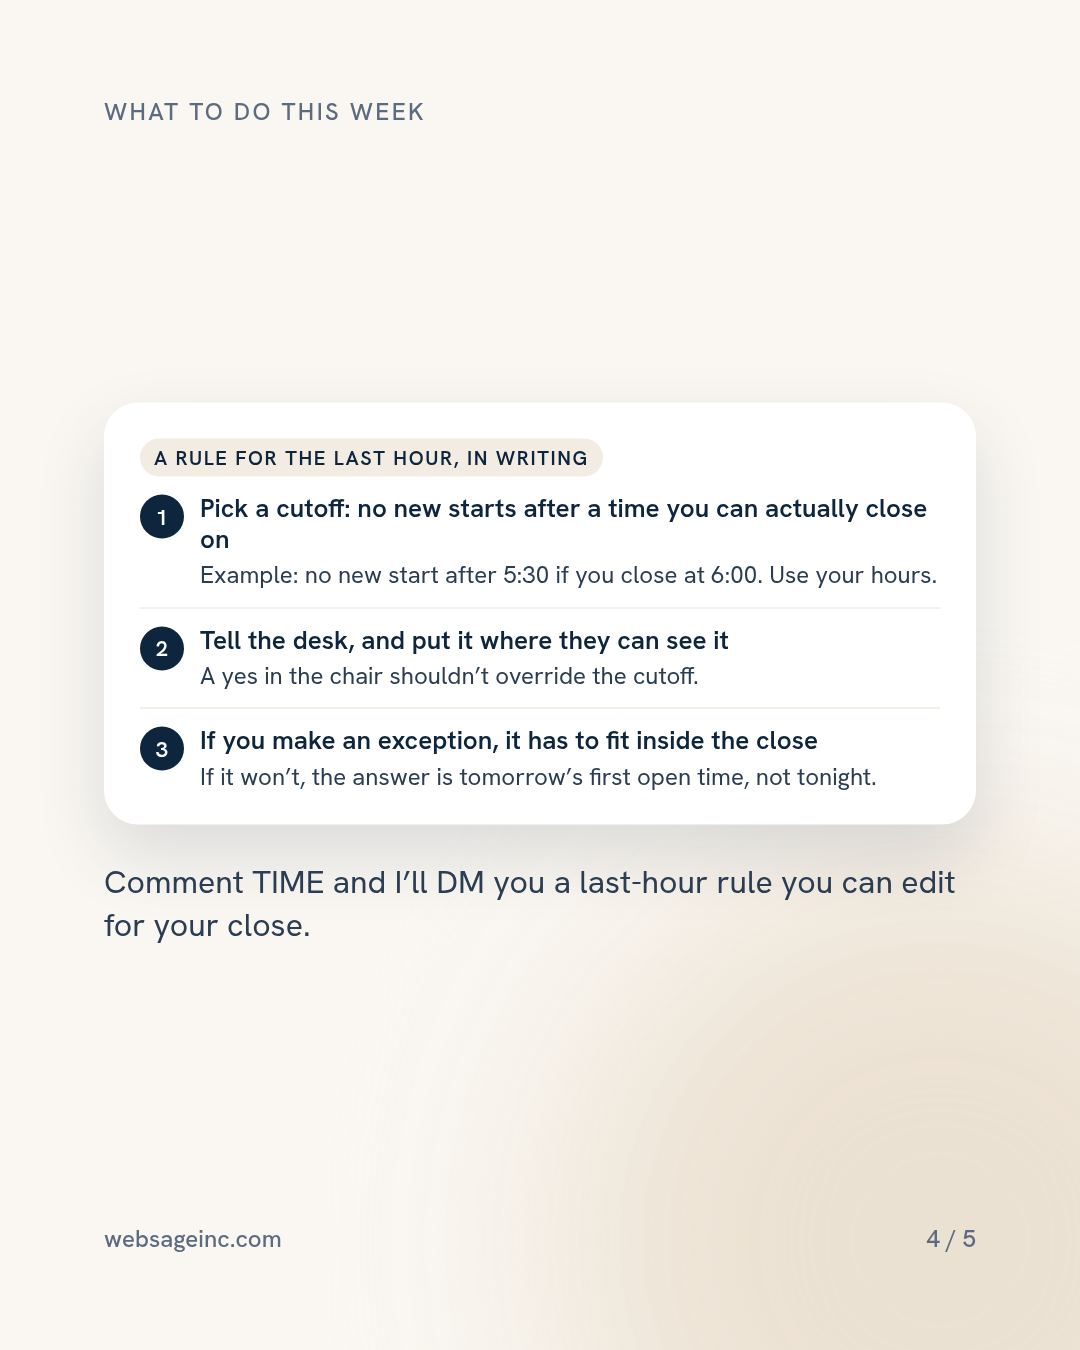 WHAT TO DO THIS WEEK
A RULE FOR THE LAST HOUR, IN WRITING
1
Pick a cutoff: no new starts after a time you can actually close
on
Example: no new start after 5:30 if you close at 6:00. Use your hours.
2
Tell the desk, and put it where they can see it
A yes in the chair shouldn’t override the cutoff.
3
If you make an exception, it has to fit inside the close
If it won’t, the answer is tomorrow’s first open time, not tonight.
Comment TIME and I’ll DM you a last-hour rule you can edit
for your close.
websageinc.com
4 / 5